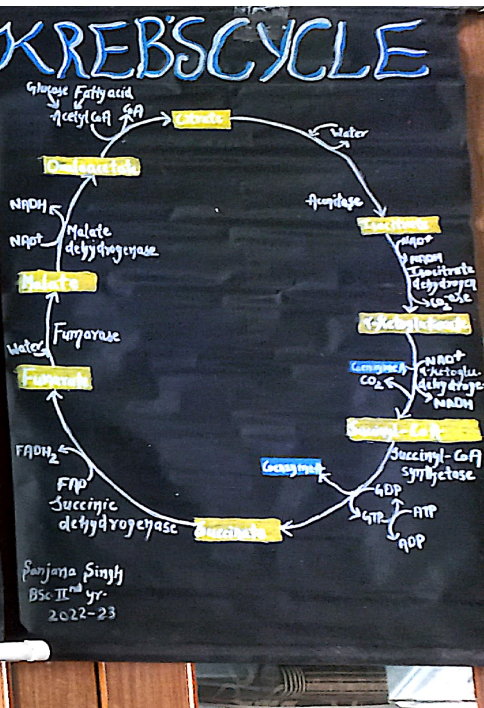 KREB'S CYCLE
Glucose Fatty acid
Acetyl CoA
CoA
Citrate
Water
Oxaloacetate
Aconitase
Isocitrate
NADH
NAD+
Malate
dehydrogenase
NAD+
NADH
Isocitrate
dehydrogen
ase
CO2
Malate
α-Ketoglutarate
Fumarase
Water
CoenzymeA
NAD+
α-ketoglu.
dehydroge-
CO2
NADH
Fumarate
Succinyl-CoA
Succinyl-CoA
Synthetase
FADH2
FAD
Succinic
dehydrogenase
CoenzymeA
GDP
GTP
ATP
ADP
Succinate
Sanjana Singh
BSc IInd yr.
2022-23